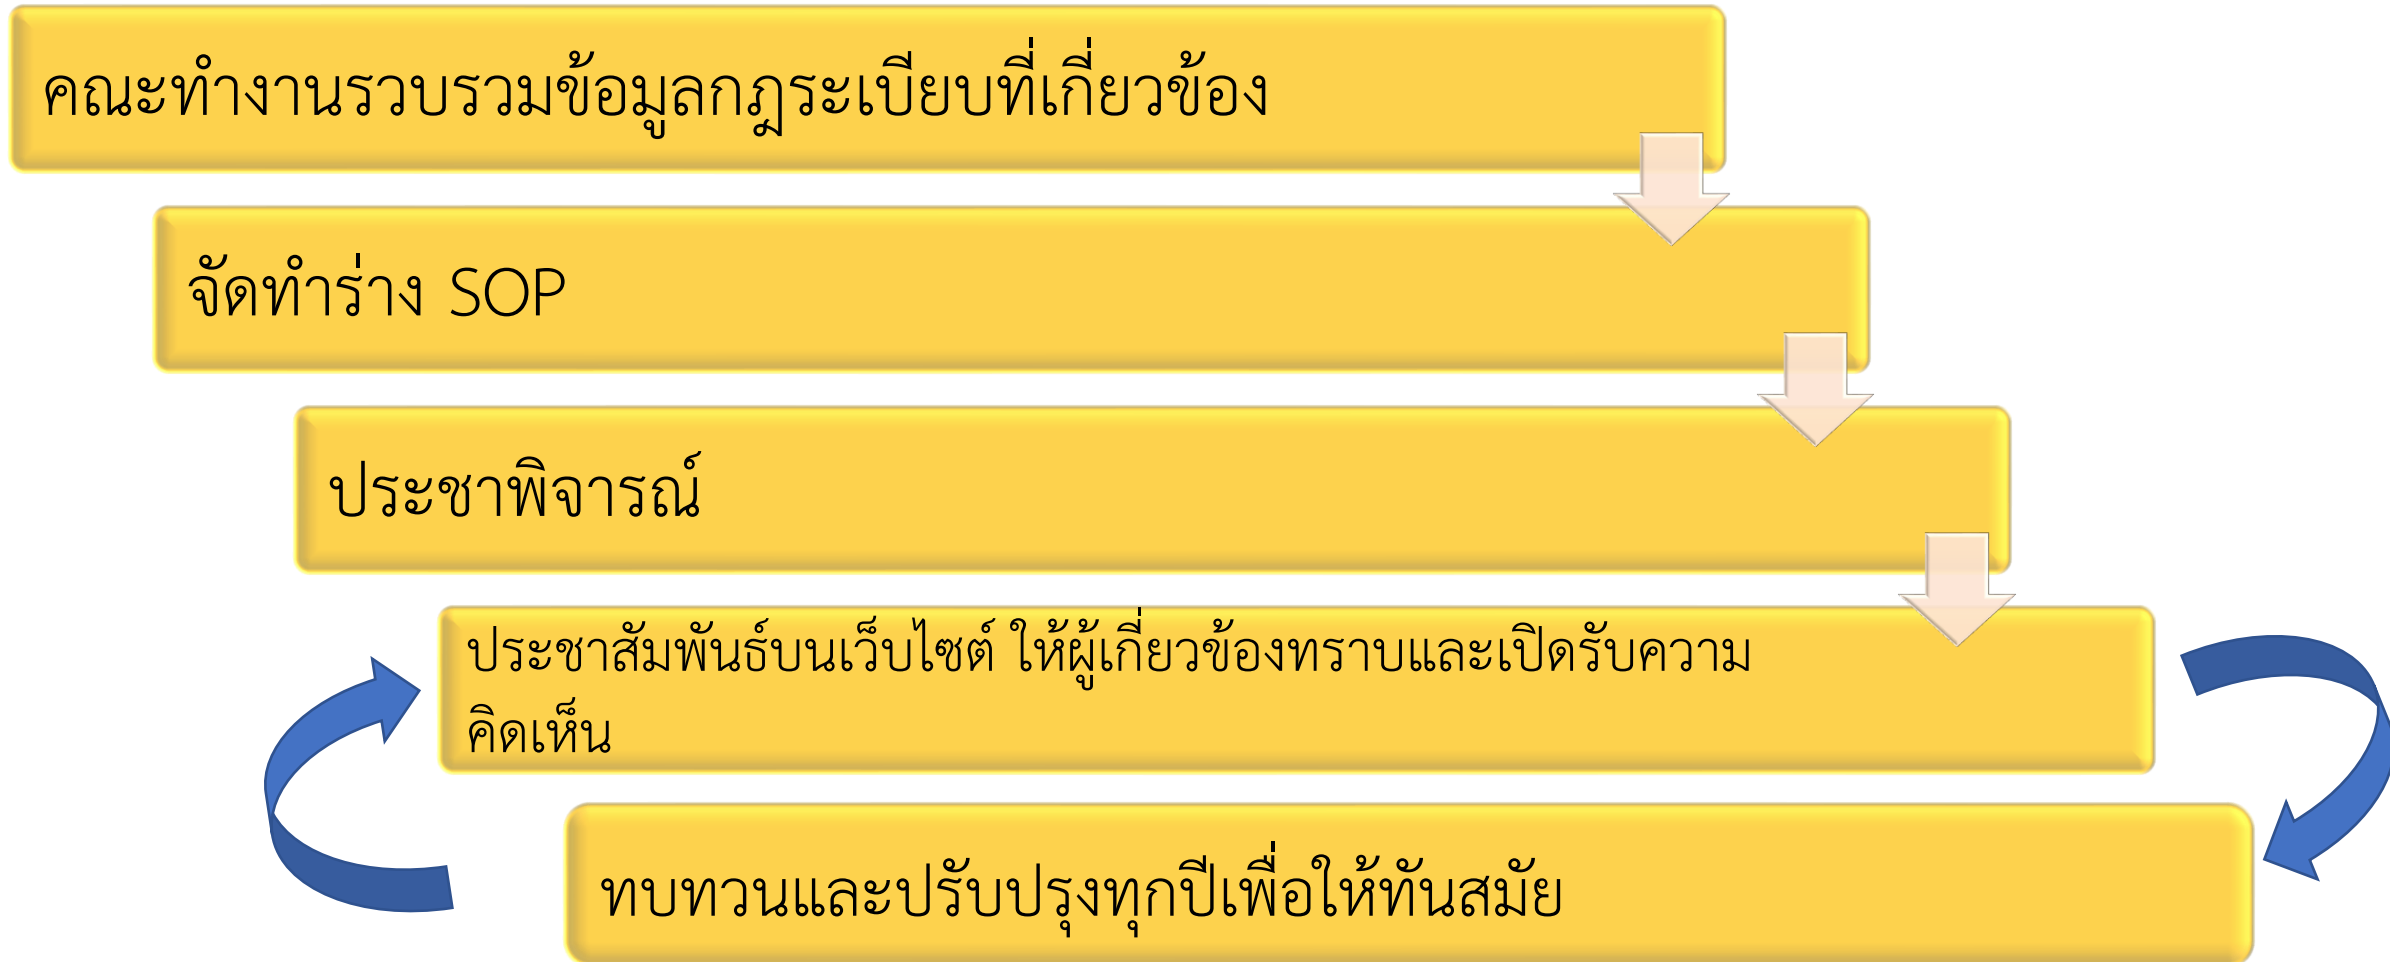 คณะทำงานรวบรวมข้อมูลกฎระเบียบที่เกี่ยวข้อง
จัดทำร่าง SOP
ประชาพิจารณ์
ประชาสัมพันธ์บนเว็บไซต์ ให้ผู้เกี่ยวข้องทราบและเปิดรับความ
คิดเห็น
ทบทวนและปรับปรุงทุกปีเพื่อให้ทันสมัย